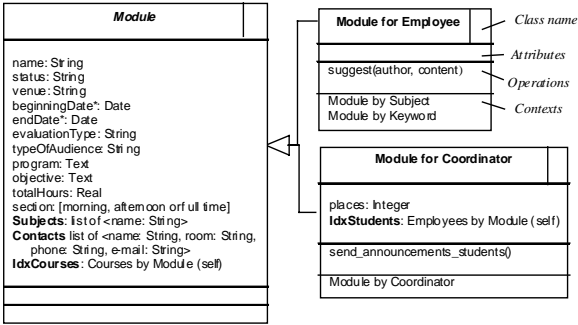 Module
name: String
status: String
venue: String
beginningDate*: Date
endDate*: Date
evaluationType: String
typeOfAudience: String
program: Text
objective: Text
totalHours: Real
section: [morning, afternoon orfull time]
Subjects: list of <name: String>
Contacts list of <name: String, room: String,
phone: String, e-mail: String>
IdxCourses: Courses by Module (self)
Module for Employee
suggest(author, content)
Module by Subject
Module by Keyword
Class name
Attributes
Operations
Contexts
Module for Coordinator
places: Integer
IdxStudents: Employees by Module (self)
send_announcements_students()
Module by Coordinator